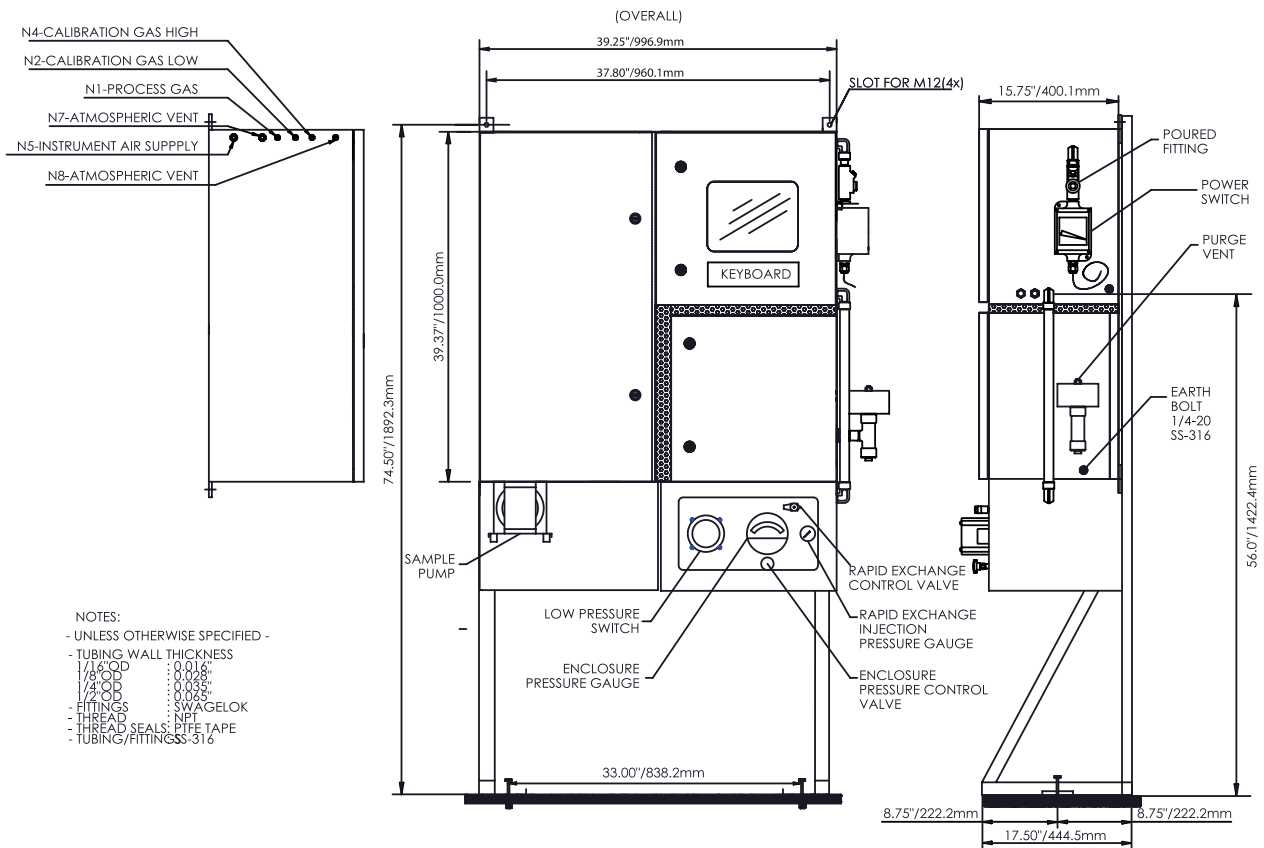 (OVERALL)
39.25"/996.9mm
37.80"/960.1mm
SLOT FOR M12(4x)
N4-CALIBRATION GAS HIGH
N2-CALIBRATION GAS LOW
N1-PROCESS GAS
N7-ATMOSPHERIC VENT
N5-INSTRUMENT AIR SUPPPLY
N8-ATMOSPHERIC VENT
15.75"/400.1mm
POURED
FITTING
POWER
SWITCH
PURGE
VENT
KEYBOARD
39.37"/1000.0mm
74.50"/1892.3mm
EARTH
BOLT
1/4-20
SS-316
56.0"/1422.4mm
SAMPLE
PUMP
LOW PRESSURE
SWITCH
ENCLOSURE
PRESSURE GAUGE
RAPID EXCHANGE
CONTROL VALVE
RAPID EXCHANGE
INJECTION
PRESSURE GAUGE
ENCLOSURE
PRESSURE CONTROL
VALVE
NOTES:
- UNLESS OTHERWISE SPECIFIED -
- TUBING WALL THICKNESS
1/16"OD : 0.016"
1/8"OD : 0.028"
1/4"OD : 0.035"
1/2"OD : 0.065"
- FITTINGS : SWAGELOK
- THREAD : NPT
- THREAD SEALS: PTFE TAPE
- TUBING/FITTINGS:SS-316
33.00"/838.2mm
8.75"/222.2mm
8.75"/222.2mm
17.50"/444.5mm